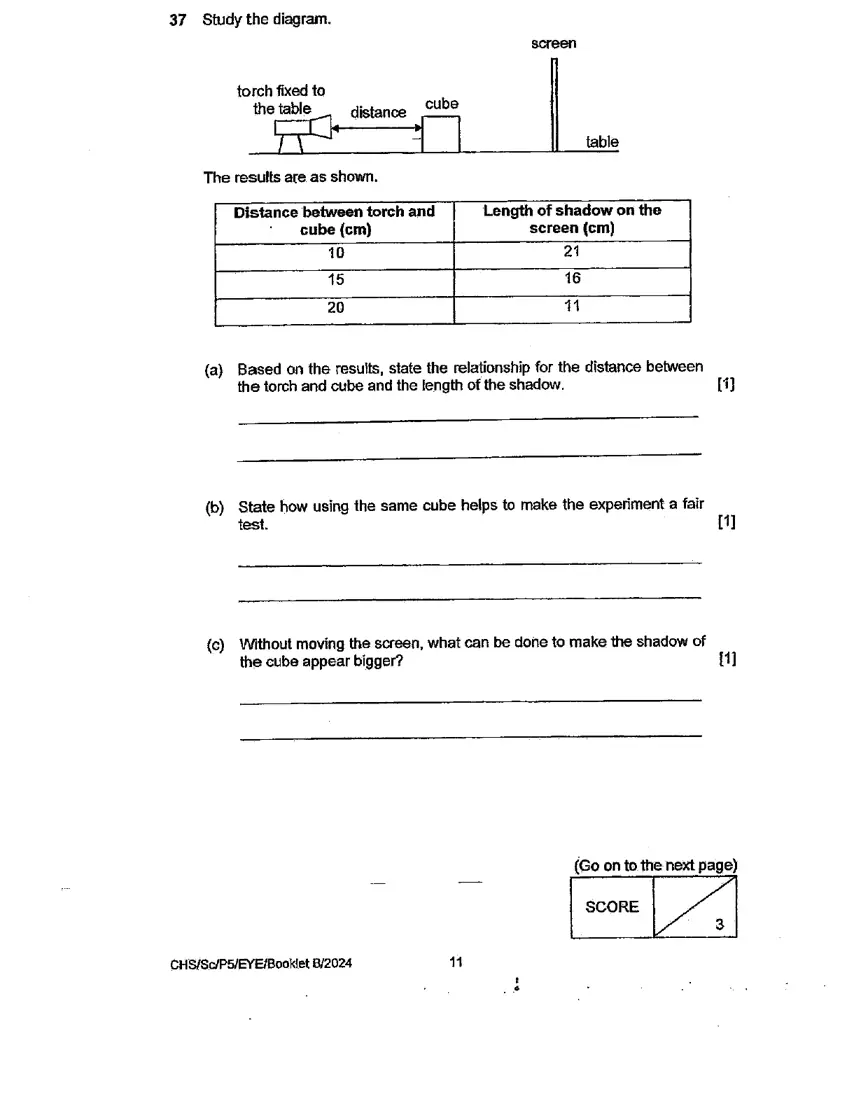 37 Study the diagram.
screen
torch fixed to
the table
distance
cube
table
The results are as shown.
Distance between torch and cube (cm)
Length of shadow on the screen (cm)
10 21
15 16
20 11
(a) Based on the results, state the relationship for the distance between
the torch and cube and the length of the shadow. [1]
(b) State how using the same cube helps to make the experiment a fair
test. [1]
(c) Without moving the screen, what can be done to make the shadow of
the cube appear bigger? [1]
(Go on to the next page)
SCORE
3
CHS/Sc/P5/EYE/Booklet B/2024 11